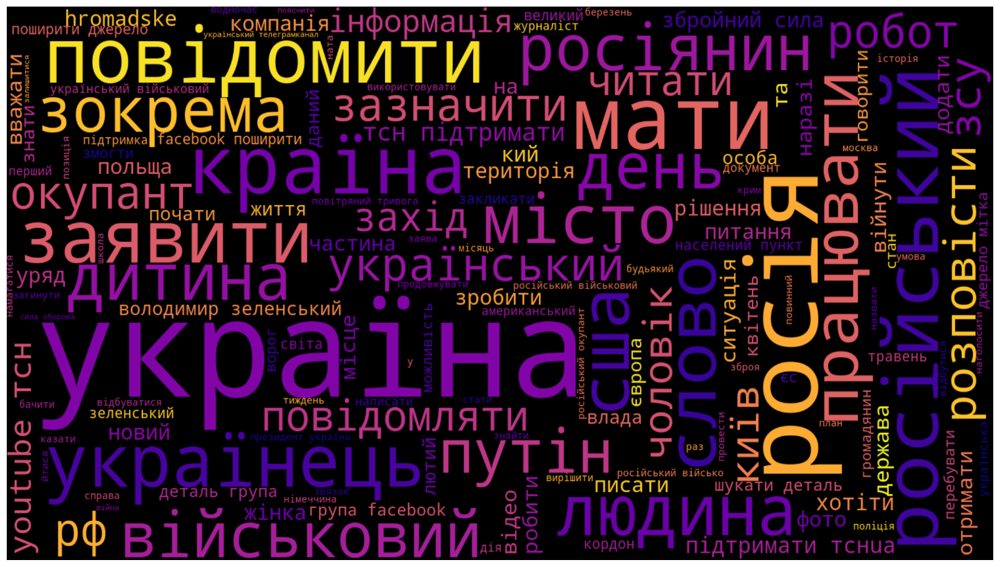 hromadske
водночас
пояснити
компанія
інформація
великий
березень
збройний сила
робот
поширити джерело
український телеграмканал
журналіст
повідомити
ната
росіянин
історія
вважати
залишитися
український військовий
використовувати
на
читати
та
говорити
додати
зсу
зокрема
зазначити
мати
знати
даний
наразі
працювати
російський
підтримка
facebook поширити
тсн підтримати
позиція
змогти
країна
кий
особа
москва
перший
польща
територія
день
документ
розповісти
окупант
повітряний тривога
закликати
крим
росія
війнути
джерело мітка
почати
життя
захід
місто
рішення
заявити
школа
частина
заява
місяць
питання
населений пункт
стан
умова
намагатися
уряд
дитина
український
будьякий
загинути
продовжувати
російський військовий
володимир зеленський
зробити
американський
сша
чоловік
слово
ситуація
квітень
повинний
назвати
сила оборона
україна
ворог
світа
місце
можливість
у
російський окупант
європа
зброя
травень
наголосити
відбутися
youtube тсн
бачити
відбуватися
тиждень
написати
стати
єс
зеленський
повідомляти
влада
київ
план
громадянин
держава
новий
казати
президент україна
знайти
раз
провести
перебувати
українська
йтися
українець
лютий
путін
російський військо
вирішити
писати
шукати деталь
отримати
справа
деталь група
звязок
німеччина
людина
хотіти
війна
жінка
група facebook
відео
робити
фото
поліція
рф
військовий
дія
кордон
підтримати тснua